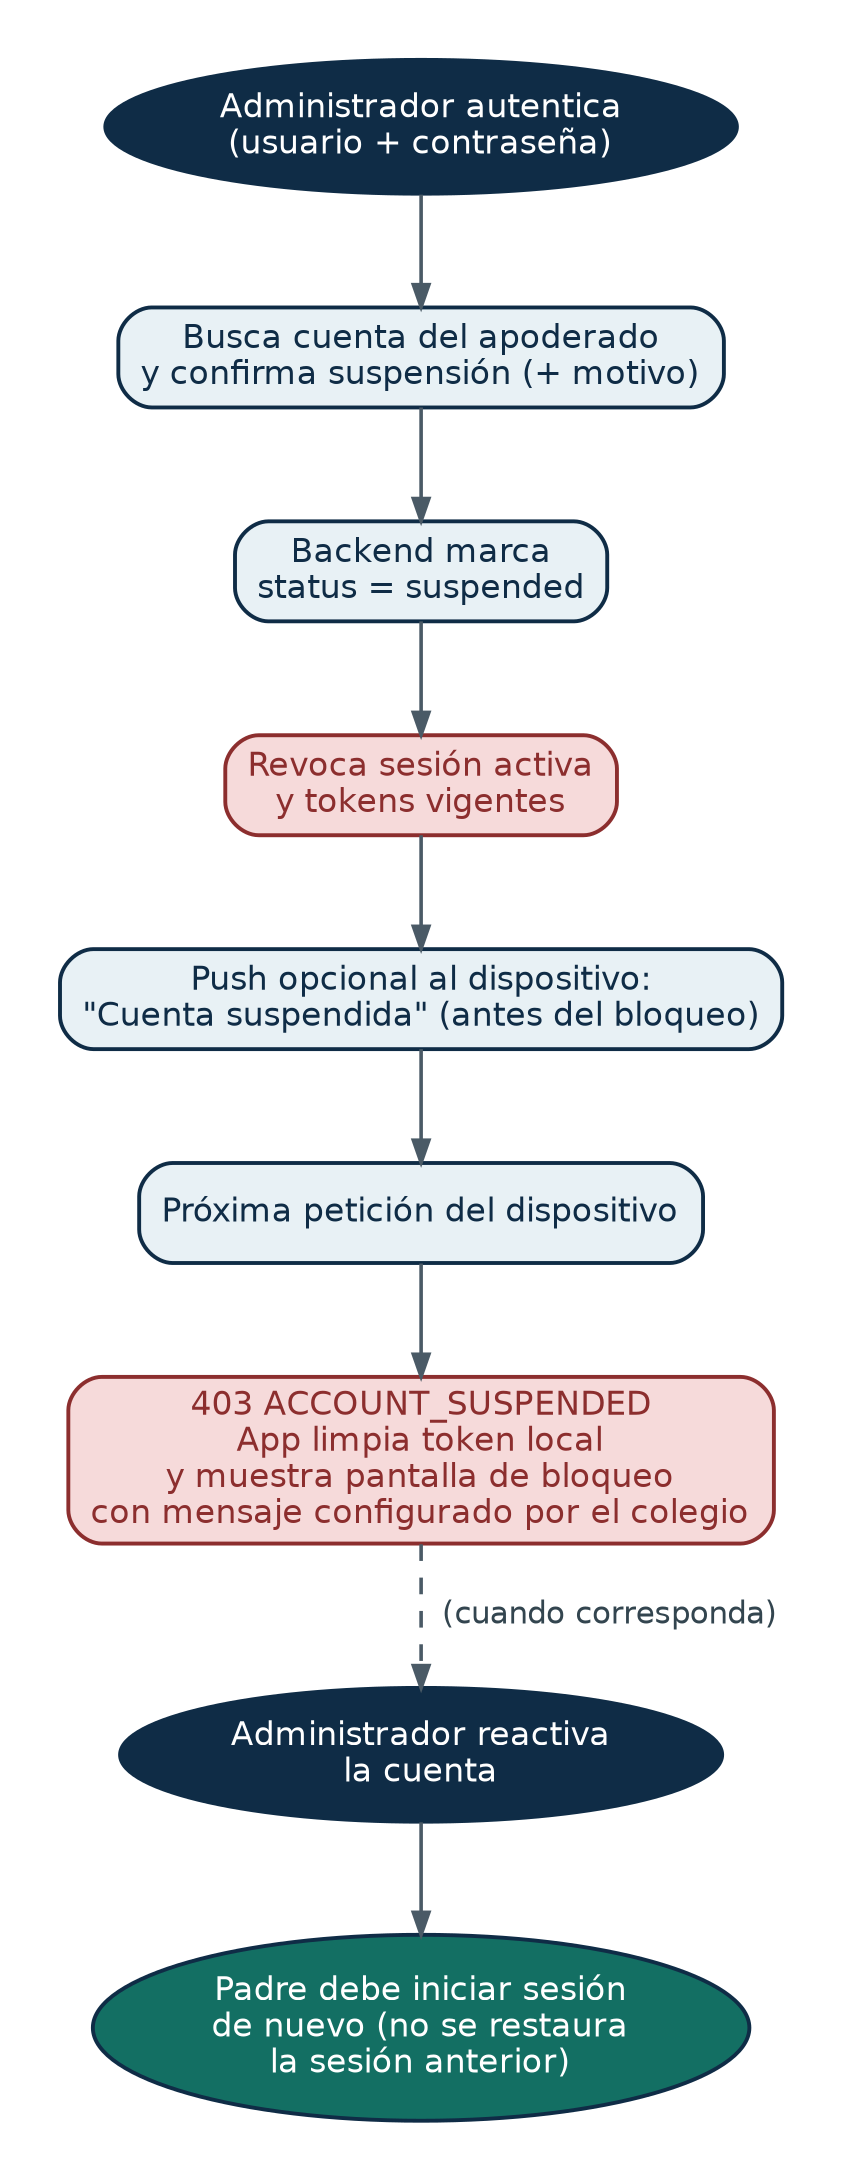 Administrador autentica
(usuario + contraseña)
Busca cuenta del apoderado
y confirma suspensión (+ motivo)
Backend marca
status = suspended
Revoca sesión activa
y tokens vigentes
Push opcional al dispositivo:
"Cuenta suspendida" (antes del bloqueo)
Próxima petición del dispositivo
403 ACCOUNT_SUSPENDED
App limpia token local
y muestra pantalla de bloqueo
con mensaje configurado por el colegio
(cuando corresponda)
Administrador reactiva
la cuenta
Padre debe iniciar sesión
de nuevo (no se restaura
la sesión anterior)